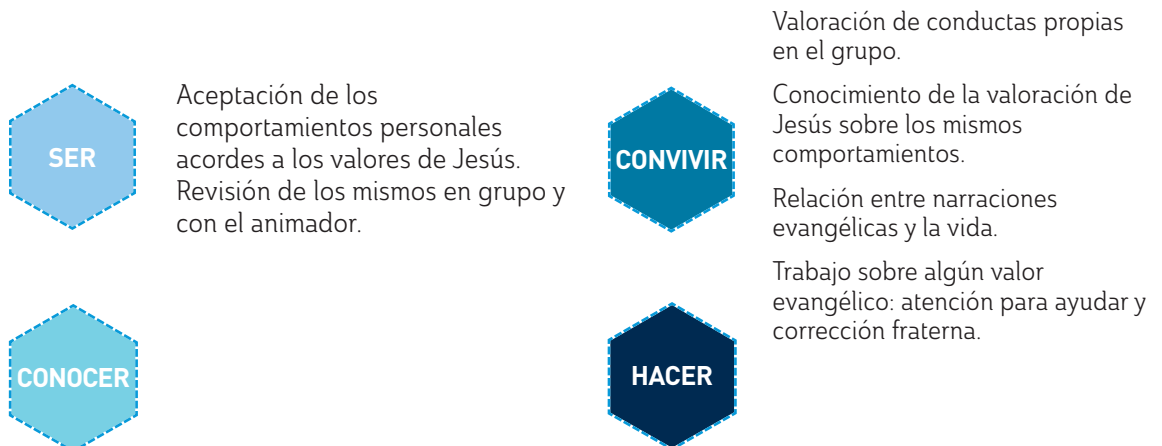 SER
Aceptación de los
comportamientos personales
acordes a los valores de Jesús.
Revisión de los mismos en grupo y
con el animador.
CONVIVIR
Valoración de conductas propias
en el grupo.
Conocimiento de la valoración de
Jesús sobre los mismos
comportamientos.
Relación entre narraciones
evangélicas y la vida.
Trabajo sobre algún valor
evangélico: atención para ayudar y
corrección fraterna.
CONOCER
HACER